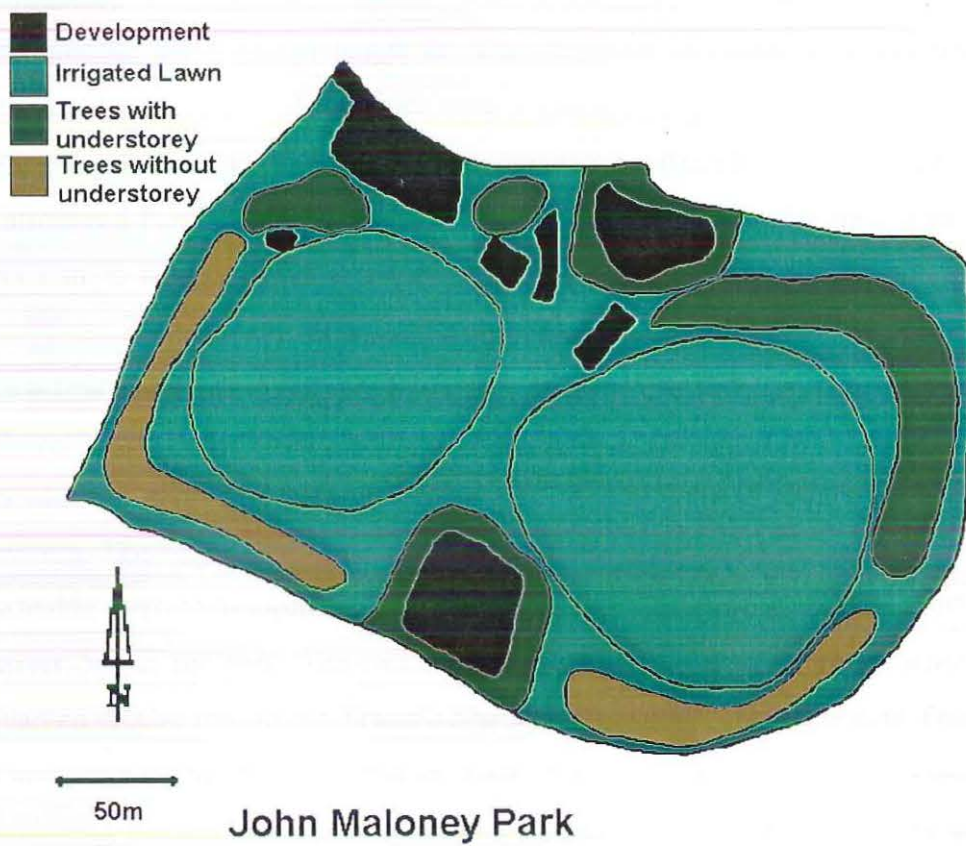 Development
Irrigated Lawn
Trees with
understorey
Trees without
understorey
N
50m
John Maloney Park